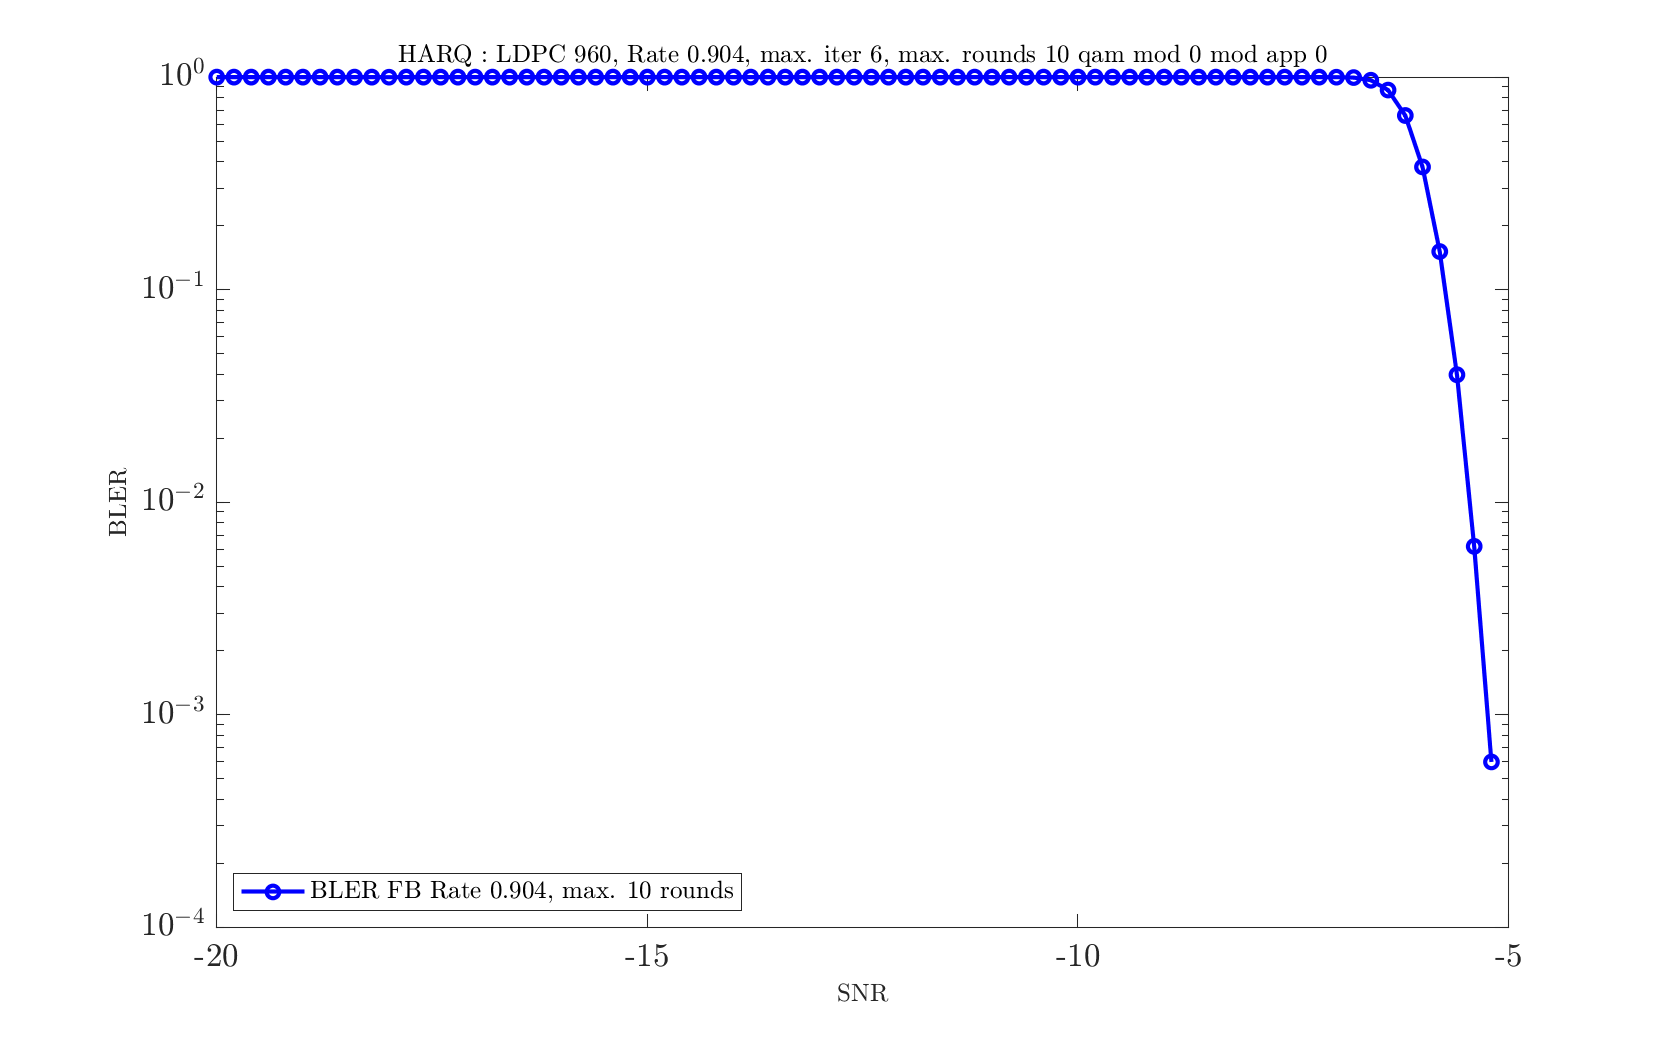 HARQ : LDPC 960, Rate 0.904, max. iter 6, max. rounds 10 qam mod 0 mod app 0
10^0
10^{-1}
10^{-2}
10^{-3}
10^{-4}
BLER
BLER FB Rate 0.904, max. 10 rounds
-20 -15 -10 -5
SNR